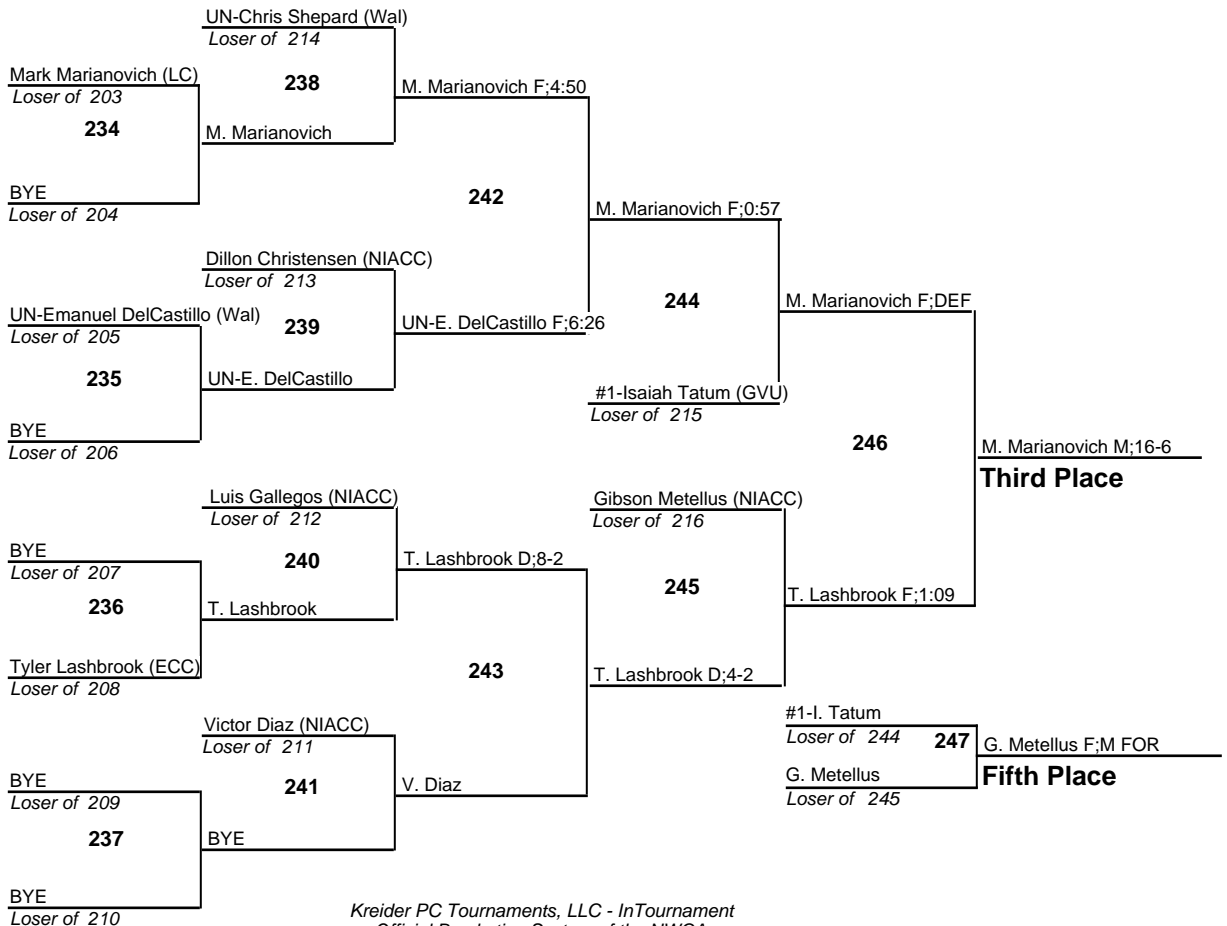 UN-Chris Shepard (Wal)
Loser of 214
Mark Marianovich (LC)
Loser of 203
238
M. Marianovich F;4:50
234
M. Marianovich
BYE
Loser of 204
242
M. Marianovich F;0:57
Dillon Christensen (NIACC)
Loser of 213
UN-Emanuel DelCastillo (Wal)
Loser of 205
239
UN-E. DelCastillo F;6:26
244
M. Marianovich F;DEF
235
UN-E. DelCastillo
#1-Isaiah Tatum (GVU)
Loser of 215
BYE
Loser of 206
246
M. Marianovich M;16-6
Third Place
Luis Gallegos (NIACC)
Loser of 212
Gibson Metellus (NIACC)
Loser of 216
BYE
Loser of 207
240
T. Lashbrook D;8-2
245
T. Lashbrook F;1:09
236
T. Lashbrook
Tyler Lashbrook (ECC)
Loser of 208
243
T. Lashbrook D;4-2
Victor Diaz (NIACC)
Loser of 211
#1-I. Tatum
Loser of 244
247
G. Metellus F;M FOR
Fifth Place
G. Metellus
Loser of 245
BYE
Loser of 209
241
V. Diaz
237
BYE
BYE
Loser of 210
Kreider PC Tournaments, LLC - InTournament